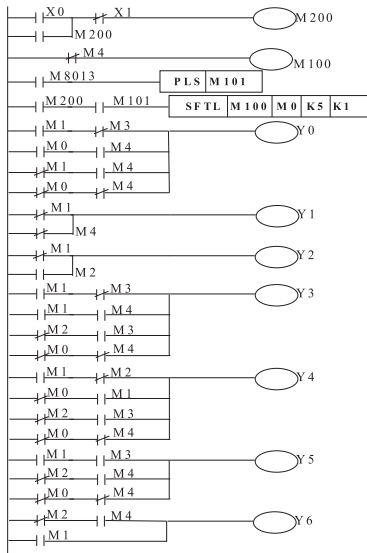 X0 X1 M200
M200
M4 M100
M8013 PLS M101
M200 M101 SFTL M100 M0 K5 K1
M1 M3 Y0
M0 M4
M1 M4
M0 M4
M1 Y1
M4
M1 Y2
M2
M1 M3 Y3
M1 M4
M2 M3
M0 M4
M1 M2 Y4
M0 M1
M2 M3
M0 M4
M1 M3 Y5
M2 M4
M0 M4
M2 M4 Y6
M1